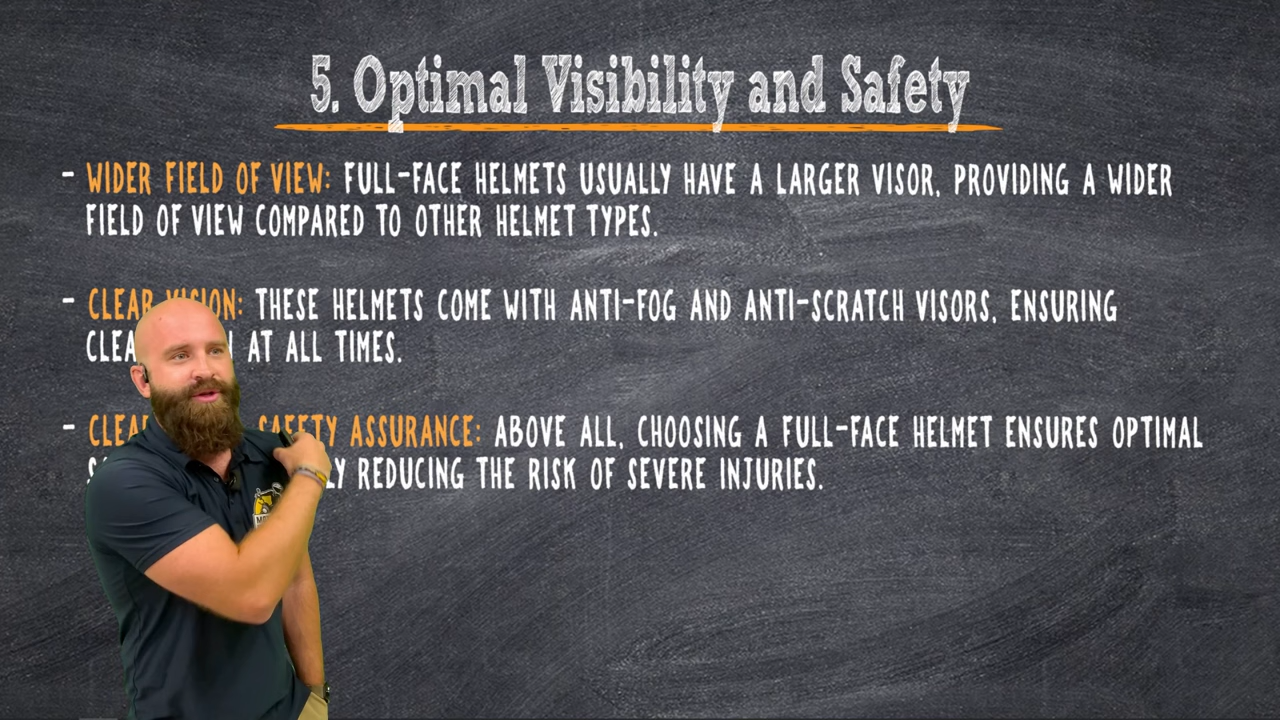 5. Optimal Visibility and Safety
- WIDER FIELD OF VIEW: FULL-FACE HELMETS USUALLY HAVE A LARGER VISOR, PROVIDING A WIDER
FIELD OF VIEW COMPARED TO OTHER HELMET TYPES.
- CLEAR VISION: THESE HELMETS COME WITH ANTI-FOG AND ANTI-SCRATCH VISORS, ENSURING
AT ALL TIMES.
- SAFETY ASSURANCE: ABOVE ALL, CHOOSING A FULL-FACE HELMET ENSURES OPTIMAL
REDUCING THE RISK OF SEVERE INJURIES.